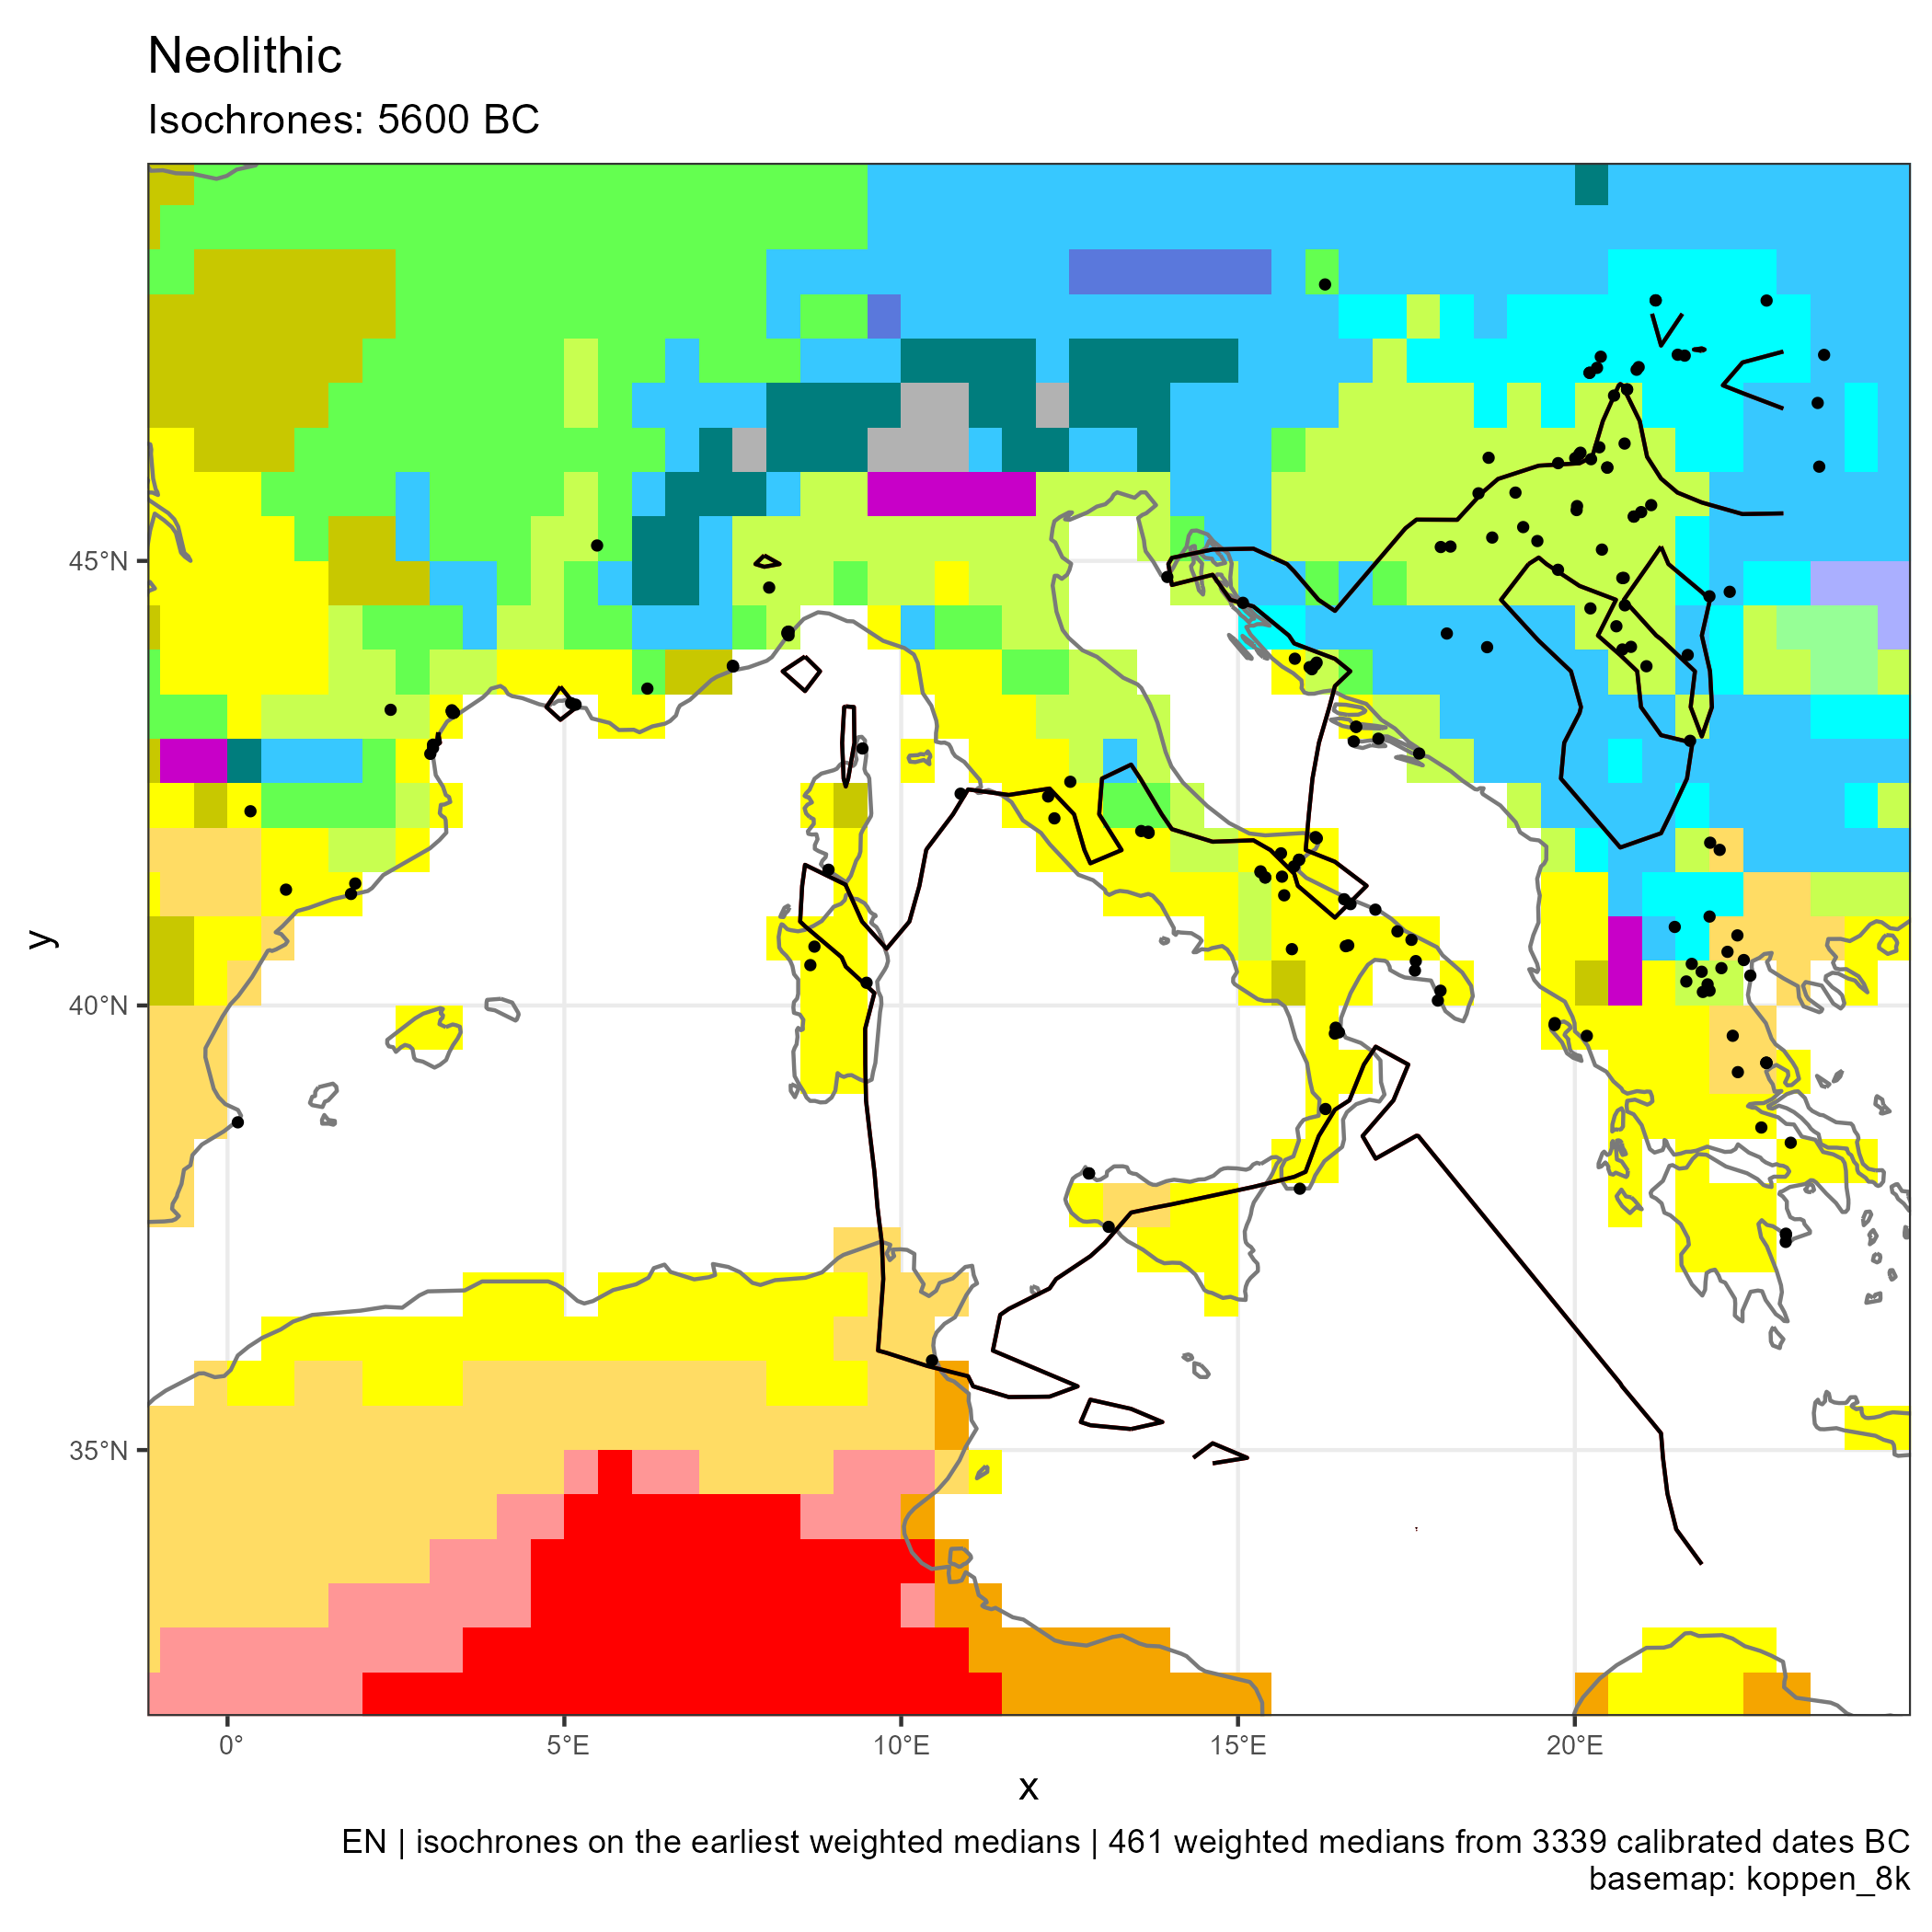 Neolithic
Isochrones: 5600 BC
45°N
40°N
35°N
y
0°
5°E
10°E
15°E
20°E
x
EN | isochrones on the earliest weighted medians | 461 weighted medians from 3339 calibrated dates BC
basemap: koppen_8k